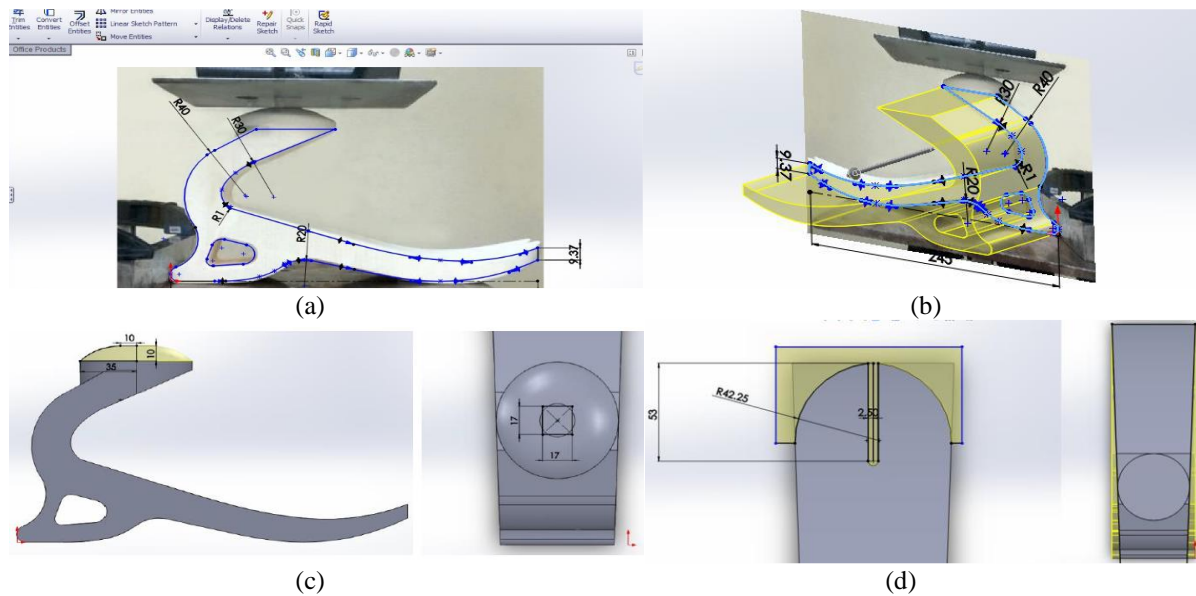 Trim Entities
Convert Entities
Offset Entities
Mirror Entities
Linear Sketch Pattern
Move Entities
Display/Delete Relations
Repair Sketch
Quick Snaps
Rapid Sketch
Office Products
R40
R30
R1
R20
9.37
(a)
R40
9.37
R20
R1
245
(b)
10
10
35
17
17
(c)
R42.25
53
2.50
(d)